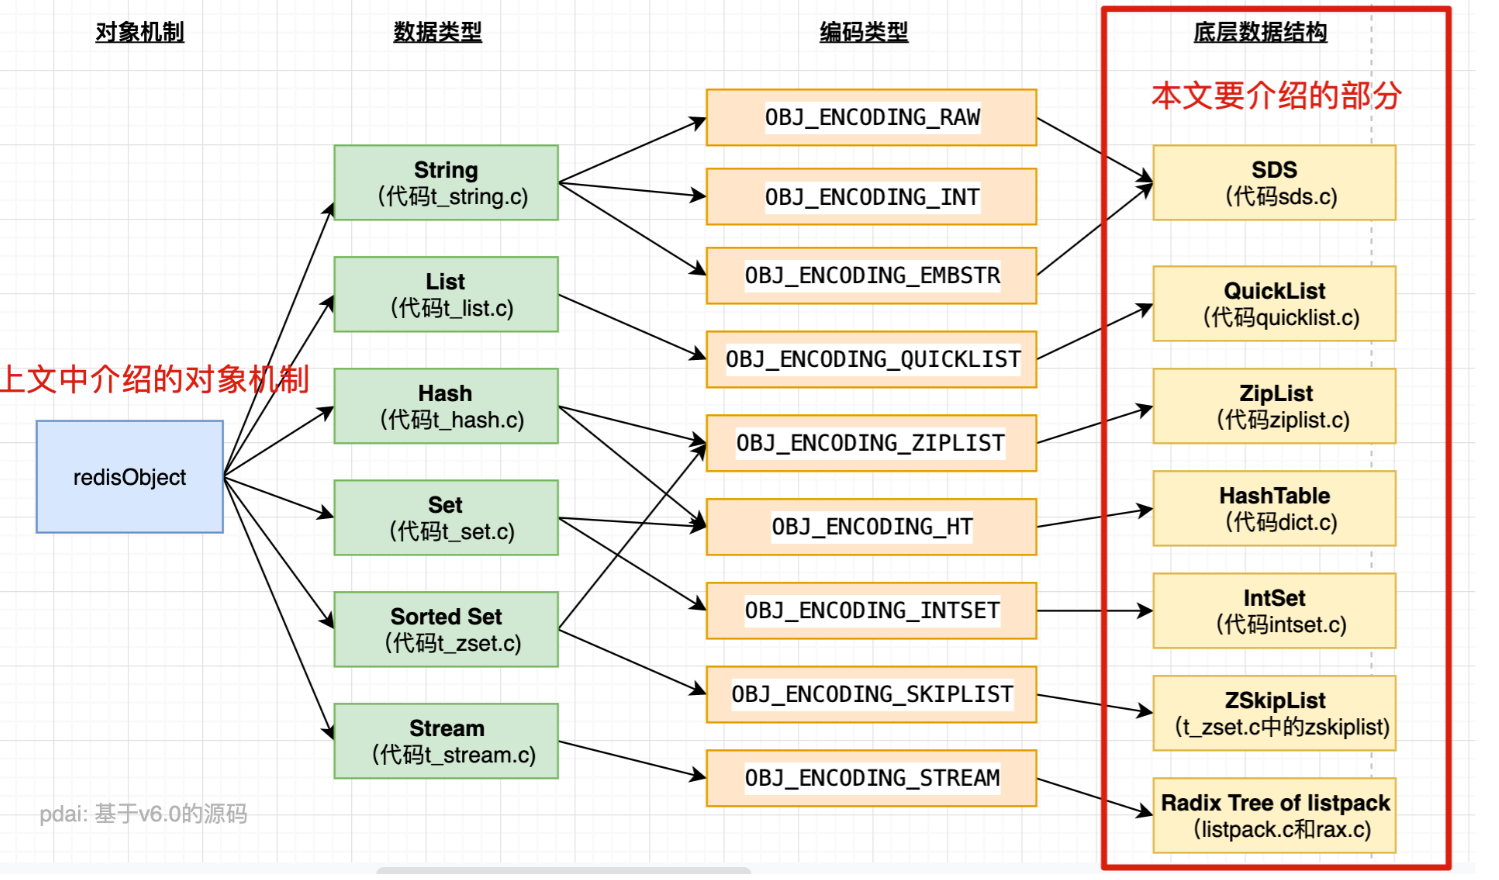 对象机制
数据类型
编码类型
底层数据结构
本文要介绍的部分
上文中介绍的对象机制
redisObject
String
(代码t_string.c)
List
(代码t_list.c)
Hash
(代码t_hash.c)
Set
(代码t_set.c)
Sorted Set
(代码t_zset.c)
Stream
(代码t_stream.c)
OBJ_ENCODING_RAW
OBJ_ENCODING_INT
OBJ_ENCODING_EMBSTR
OBJ_ENCODING_QUICKLIST
OBJ_ENCODING_ZIPLIST
OBJ_ENCODING_HT
OBJ_ENCODING_INTSET
OBJ_ENCODING_SKIPLIST
OBJ_ENCODING_STREAM
SDS
(代码sds.c)
QuickList
(代码quicklist.c)
ZipList
(代码ziplist.c)
HashTable
(代码dict.c)
IntSet
(代码intset.c)
ZSkipList
(t_zset.c中的zskiplist)
Radix Tree of listpack
(listpack.c和rax.c)
pdai: 基于v6.0的源码